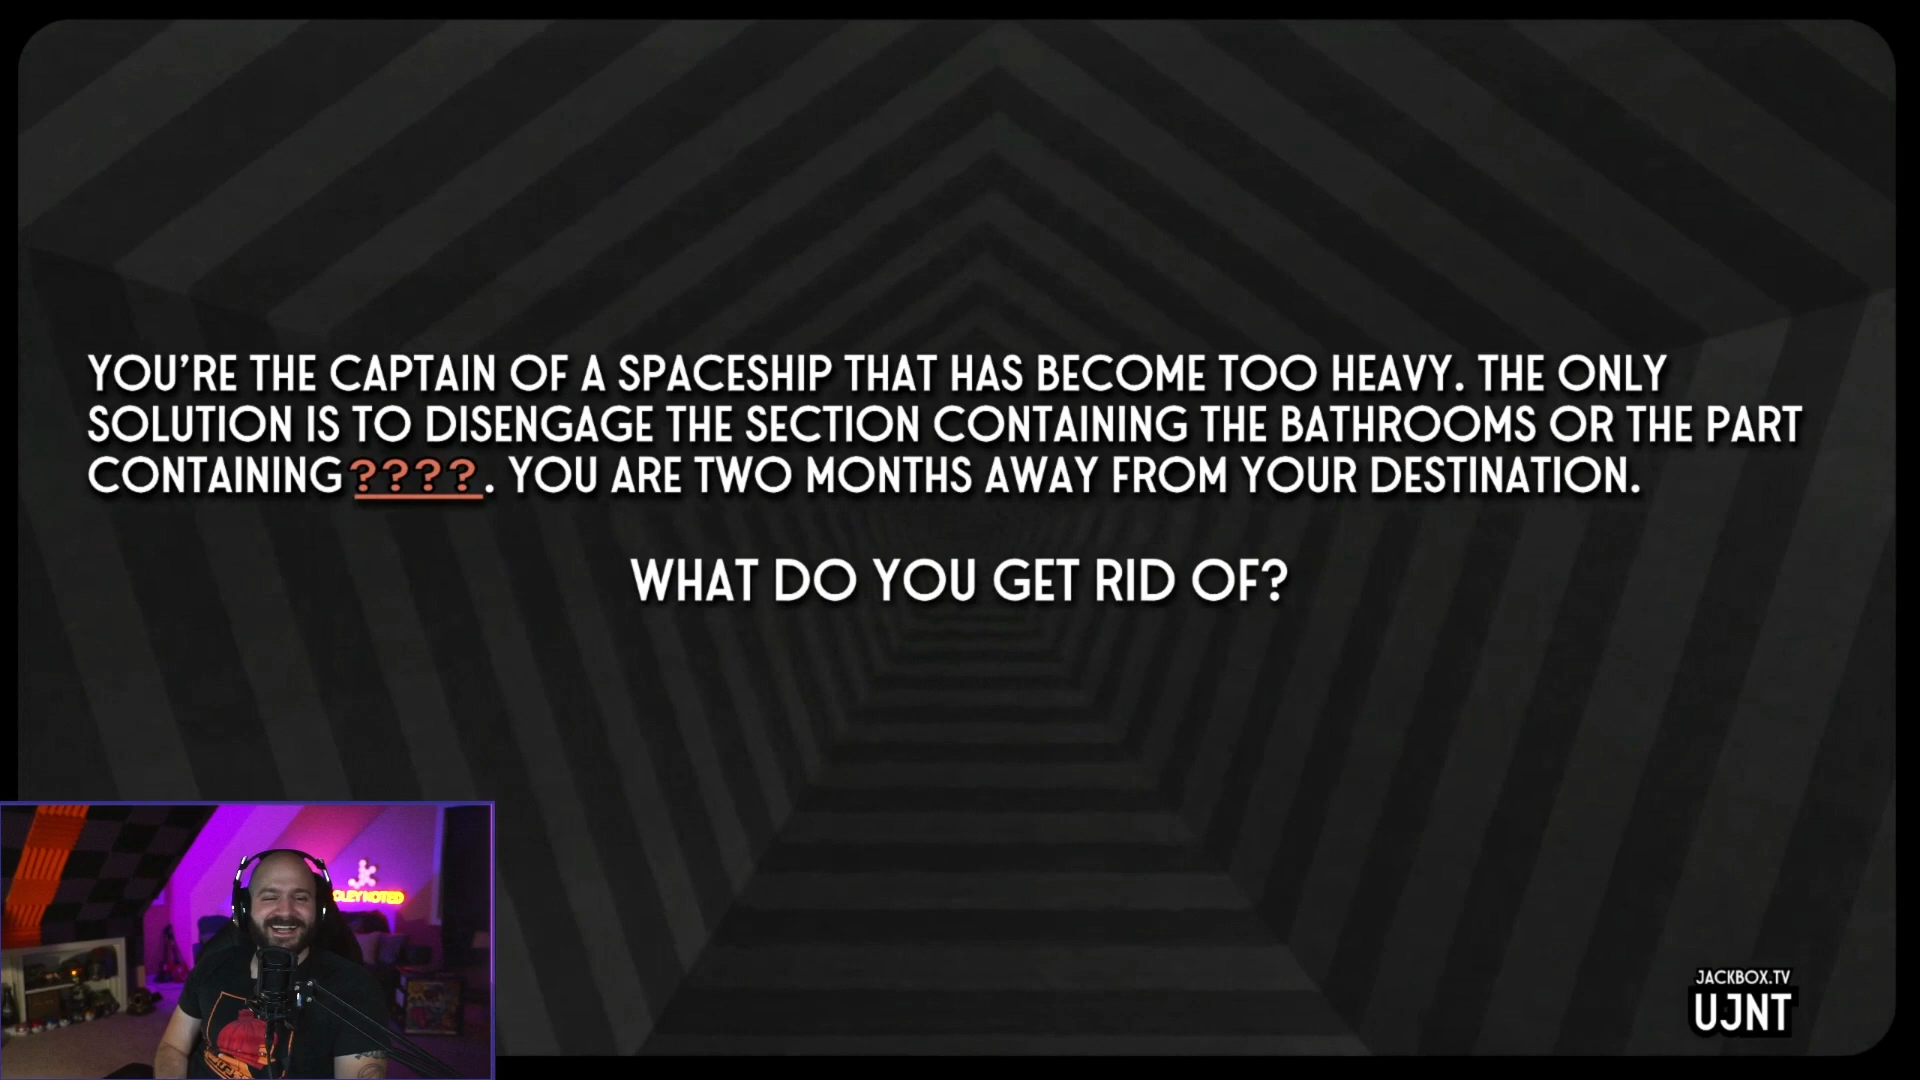 YOU'RE THE CAPTAIN OF A SPACESHIP THAT HAS BECOME TOO HEAVY. THE ONLY
SOLUTION IS TO DISENGAGE THE SECTION CONTAINING THE BATHROOMS OR THE PART
CONTAINING ????. YOU ARE TWO MONTHS AWAY FROM YOUR DESTINATION.
WHAT DO YOU GET RID OF?
JACKBOX.TV
UJNT